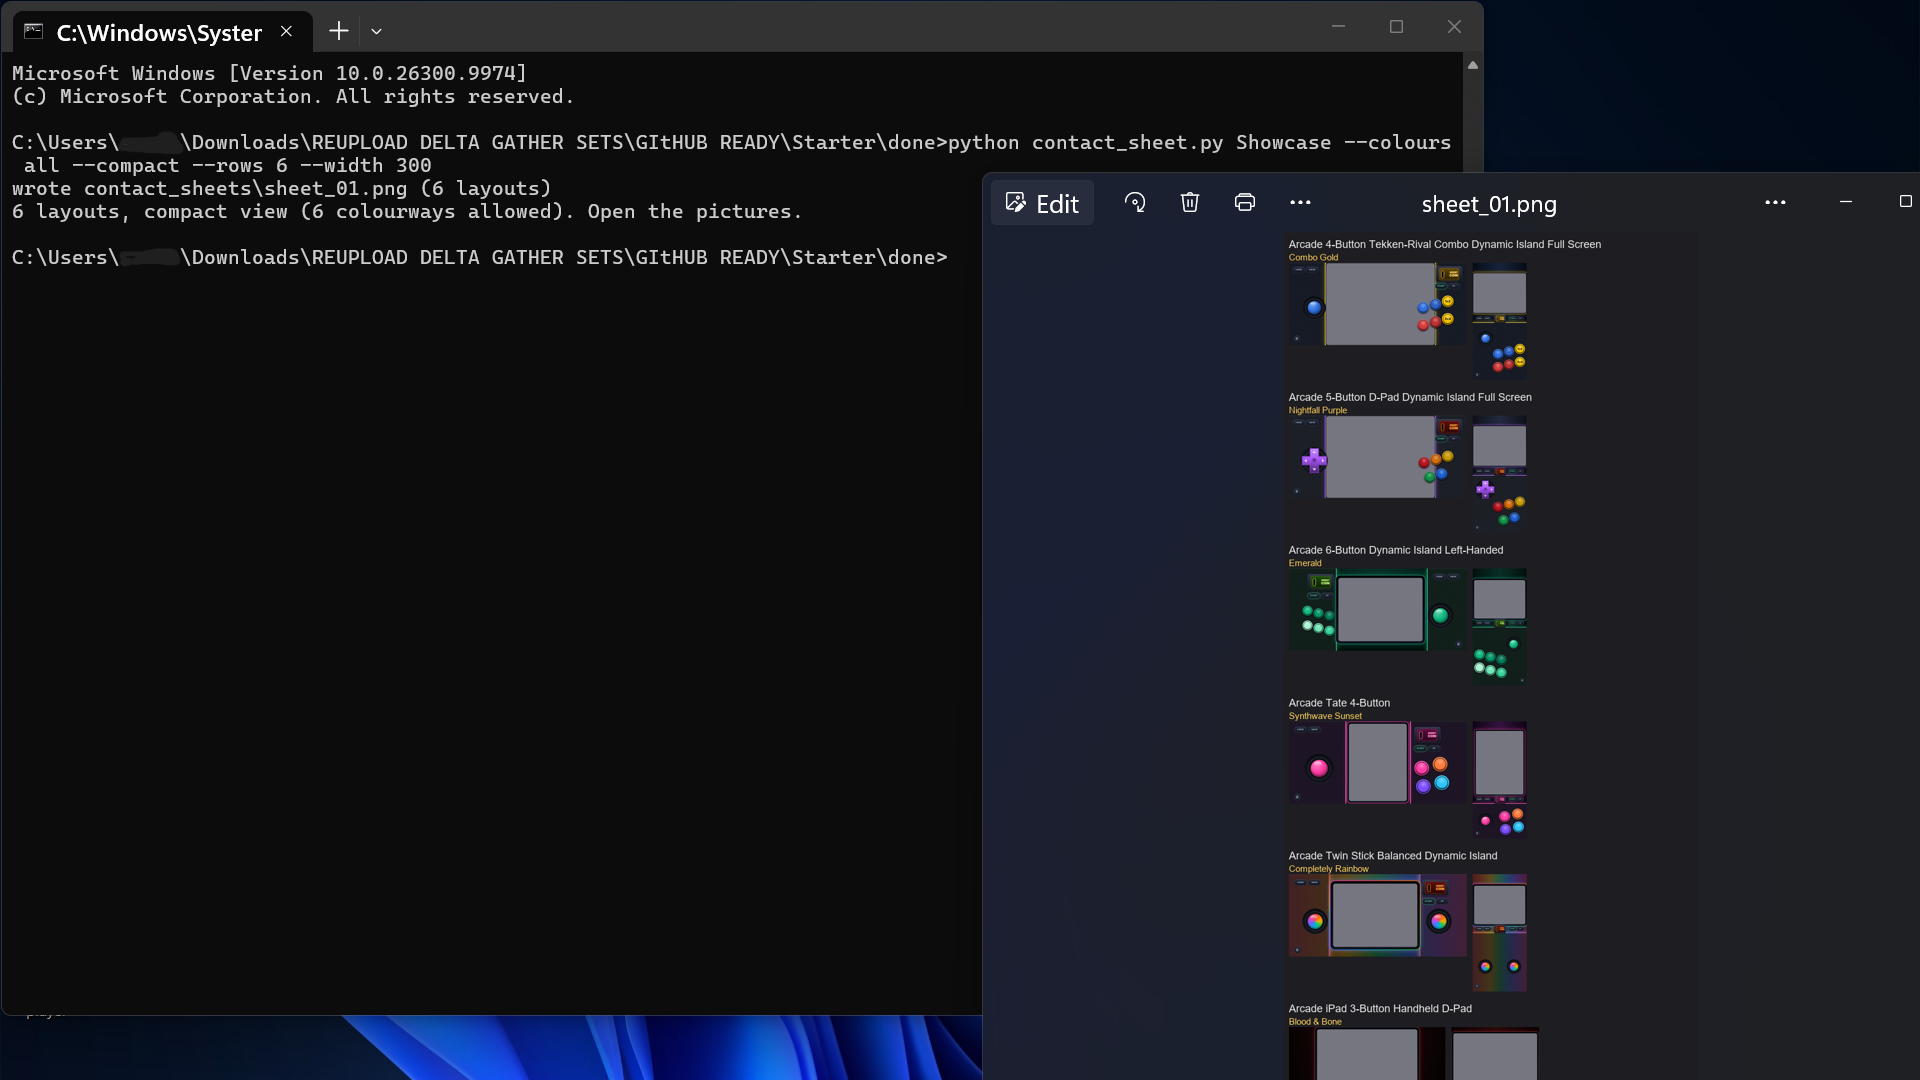 C:\Windows\Syster
Microsoft Windows [Version 10.0.26300.9974]
(c) Microsoft Corporation. All rights reserved.
C:\Users\ \Downloads\REUPLOAD DELTA GATHER SETS\GItHUB READY\Starter\done>python contact_sheet.py Showcase --colours
all --compact --rows 6 --width 300
wrote contact_sheets\sheet_01.png (6 layouts)
6 layouts, compact view (6 colourways allowed). Open the pictures.
C:\Users\ \Downloads\REUPLOAD DELTA GATHER SETS\GItHUB READY\Starter\done>
Edit
sheet_01.png
Arcade 4-Button Tekken-Rival Combo Dynamic Island Full Screen
Combo Gold
Arcade 5-Button D-Pad Dynamic Island Full Screen
Nightfall Purple
Arcade 6-Button Dynamic Island Left-Handed
Emerald
Arcade Tate 4-Button
Synthwave Sunset
Arcade Twin Stick Balanced Dynamic Island
Completely Rainbow
Arcade iPad 3-Button Handheld D-Pad
Blood & Bone